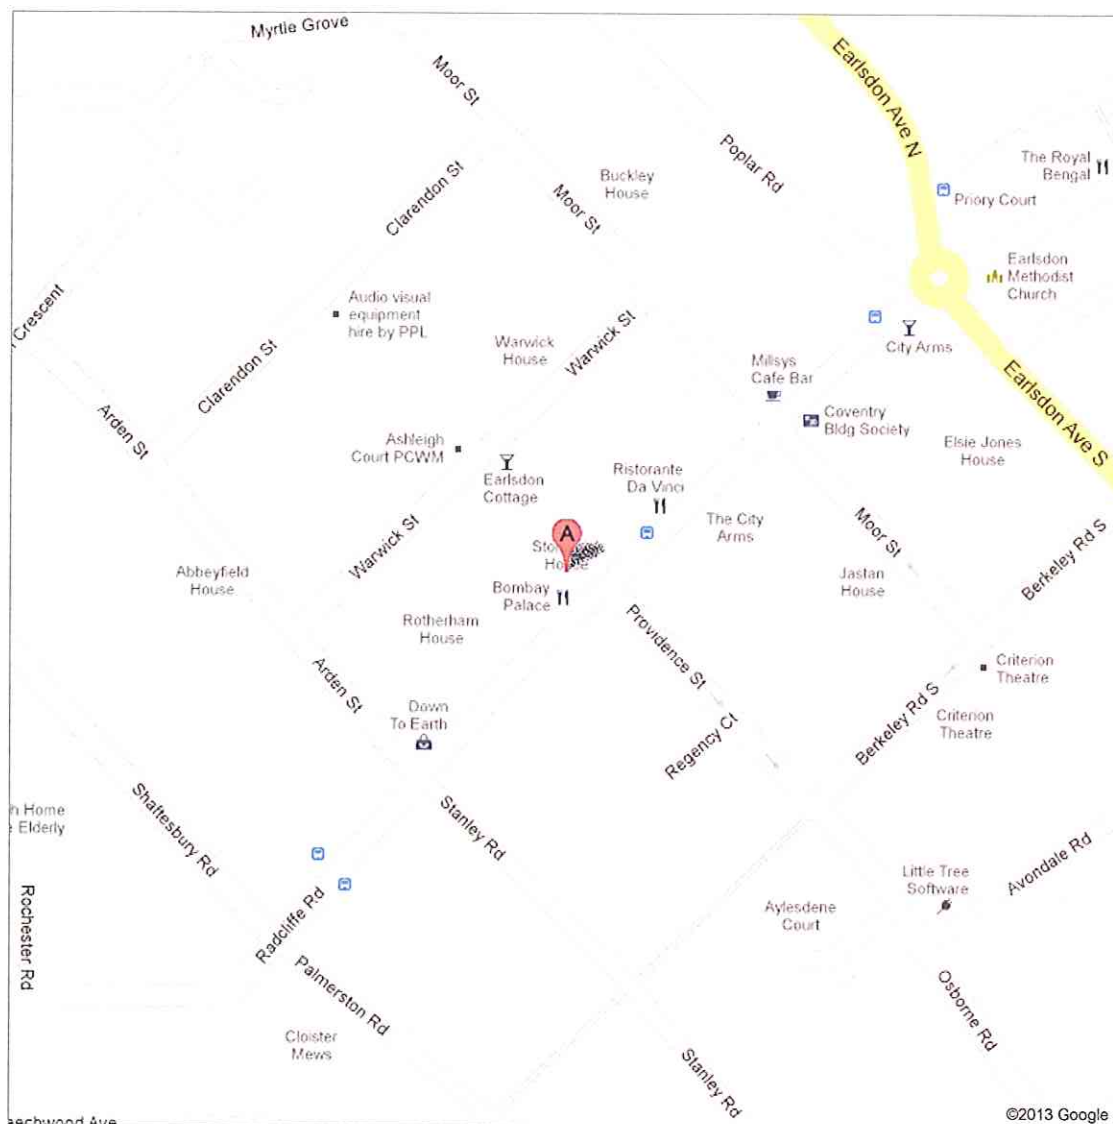 Myrtle Grove
Moor St
Earlsdon Ave N
Poplar Rd
The Royal
Bengal
Clarendon St
Buckley
House
Moor St
Priory Court
Earlsdon
Methodist
Church
Crescent
Audio visual
equipment
hire by PPL
Warwick
House
Warwick St
City Arms
Millsys
Cafe Bar
Clarendon St
Earlsdon Ave S
Arden St
Coventry
Bldg Society
Ashleigh
Court PCWM
Elsie Jones
House
Earlsdon
Cottage
Ristorante
Da Vinci
The City
Arms
Moor St
Warwick St
A
Berkeley Rd S
Abbeyfield
House
Jastan
House
Bombay
Palace
Rotherham
House
Providence St
Arden St
Criterion
Theatre
Down
To Earth
Berkeley Rd S
Criterion
Theatre
Regency Ct
Shaftesbury Rd
Stanley Rd
h Home
Elderly
Avondale Rd
Little Tree
Software
Rochester Rd
Radcliffe Rd
Aylesdene
Court
Palmerston Rd
Osborne Rd
Cloister
Mews
Stanley Rd
eechwood Ave
©2013 Google